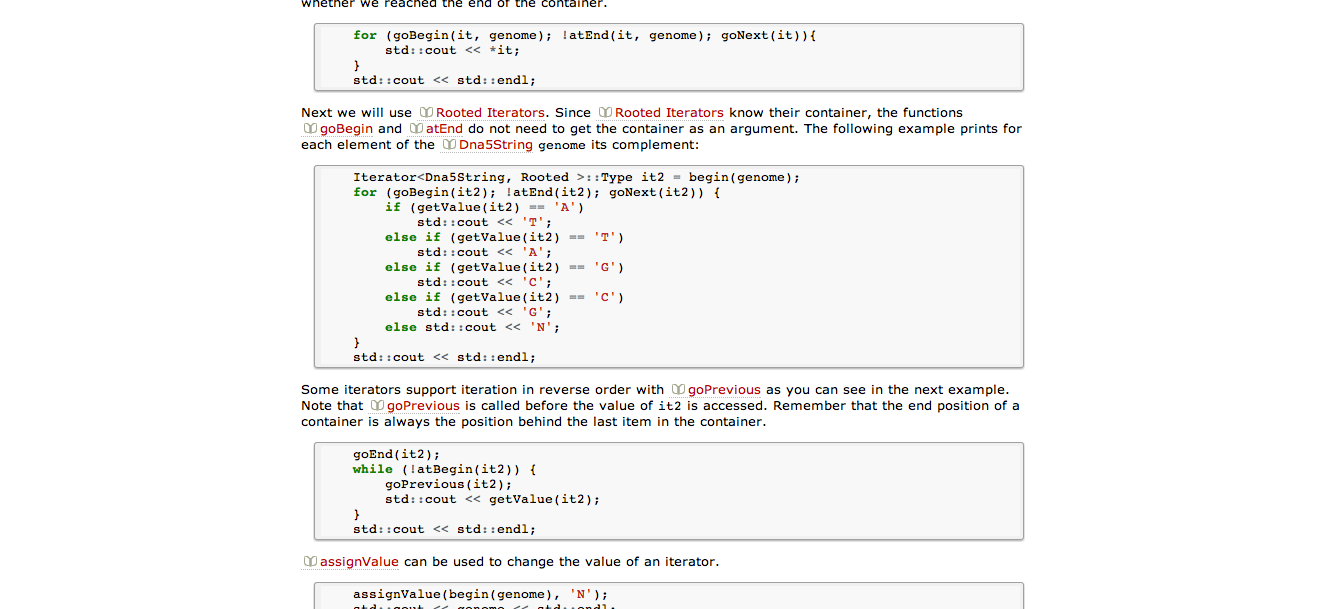 whether we reached the end of the container.
for (goBegin(it, genome); !atEnd(it, genome); goNext(it)){
std::cout << *it;
}
std::cout << std::endl;
Next we will use Rooted Iterators. Since Rooted Iterators know their container, the functions
goBegin and atEnd do not need to get the container as an argument. The following example prints for
each element of the Dna5String genome its complement:
Iterator<Dna5String, Rooted >::Type it2 = begin(genome);
for (goBegin(it2); !atEnd(it2); goNext(it2)) {
if (getValue(it2) == 'A')
std::cout << 'T';
else if (getValue(it2) == 'T')
std::cout << 'A';
else if (getValue(it2) == 'G')
std::cout << 'C';
else if (getValue(it2) == 'C')
std::cout << 'G';
else std::cout << 'N';
}
std::cout << std::endl;
Some iterators support iteration in reverse order with goPrevious as you can see in the next example.
Note that goPrevious is called before the value of it2 is accessed. Remember that the end position of a
container is always the position behind the last item in the container.
goEnd(it2);
while (!atBegin(it2)) {
goPrevious(it2);
std::cout << getValue(it2);
}
std::cout << std::endl;
assignValue can be used to change the value of an iterator.
assignValue(begin(genome), 'N');
std::cout << genome << std::endl;